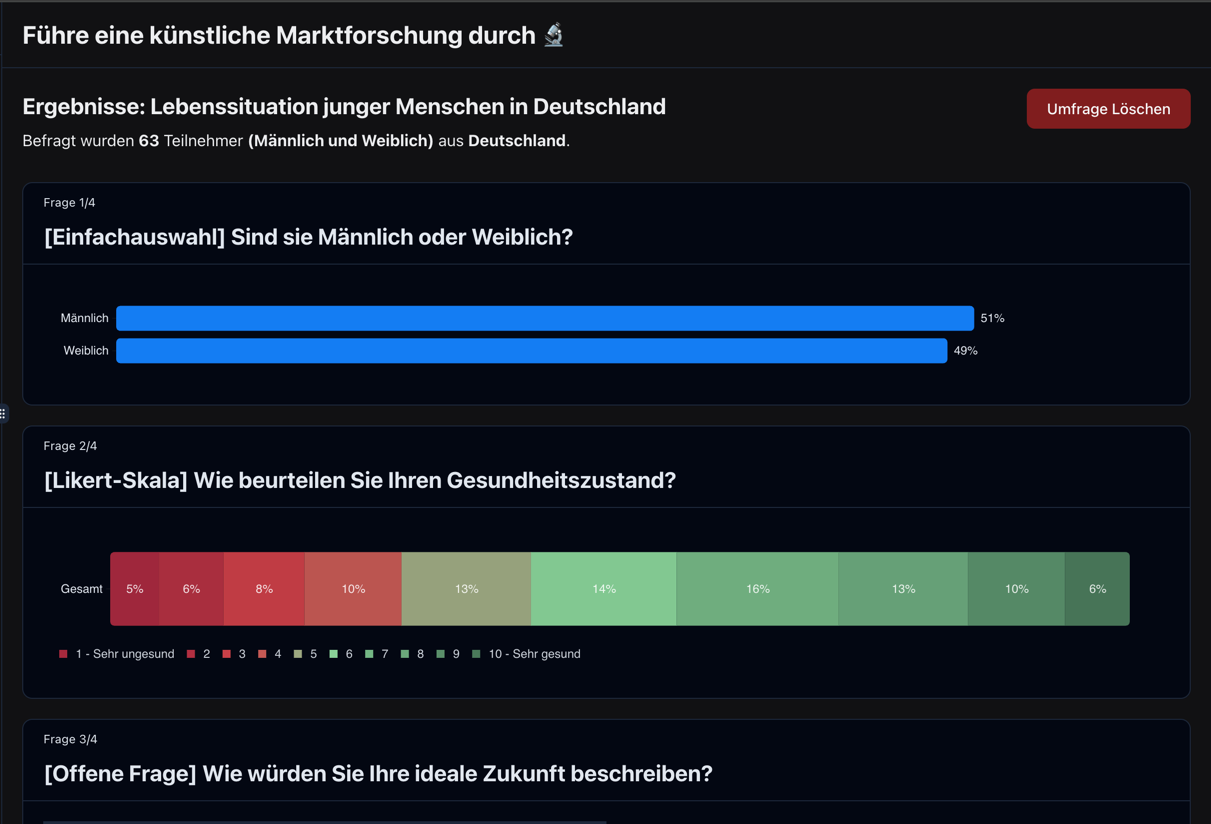 Führe eine künstliche Marktforschung durch 🔬
Ergebnisse: Lebenssituation junger Menschen in Deutschland
Umfrage Löschen
Befragt wurden 63 Teilnehmer (Männlich und Weiblich) aus Deutschland.
Frage 1/4
[Einfachauswahl] Sind sie Männlich oder Weiblich?
Männlich 51%
Weiblich 49%
Frage 2/4
[Likert-Skala] Wie beurteilen Sie Ihren Gesundheitszustand?
Gesamt 5% 6% 8% 10% 13% 14% 16% 13% 10% 6%
1 - Sehr ungesund 2 3 4 5 6 7 8 9 10 - Sehr gesund
Frage 3/4
[Offene Frage] Wie würden Sie Ihre ideale Zukunft beschreiben?